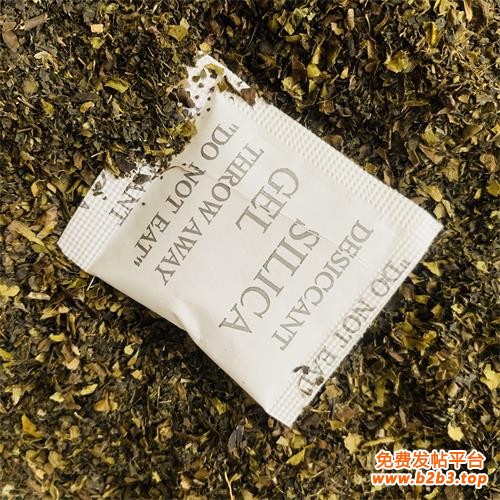 "DO NOT EAT
DESICCANT
SILICA
GEL
THROW AWAY
"DO NOT EAT"
免费发帖平台
www.b2b3.top